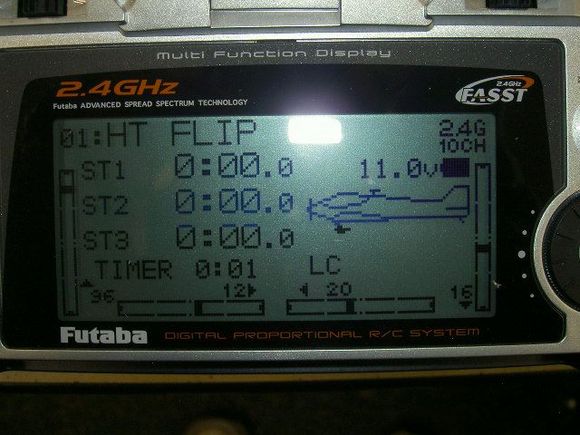 Multi Function Display
2.4GHz
Futaba ADVANCED SPREAD SPECTRUM TECHNOLOGY
2.4GHz
FASST
01:HT FLIP
2.4G
10CH
ST1 0:00.0 11.0v
ST2 0:00.0
ST3 0:00.0
TIMER 0:01 LC
96 12 20 16
Futaba DIGITAL PROPORTIONAL R/C SYSTEM